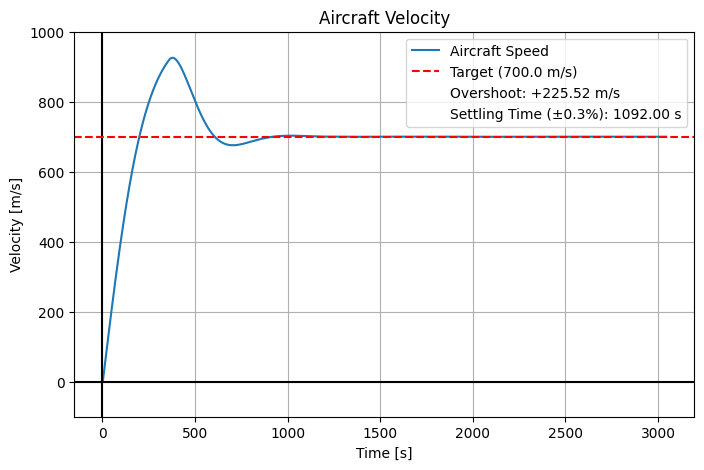 Aircraft Velocity
Aircraft Speed
Target (700.0 m/s)
Overshoot: +225.52 m/s
Settling Time (±0.3%): 1092.00 s
Velocity [m/s]
1000
800
600
400
200
0
0 500 1000 1500 2000 2500 3000
Time [s]